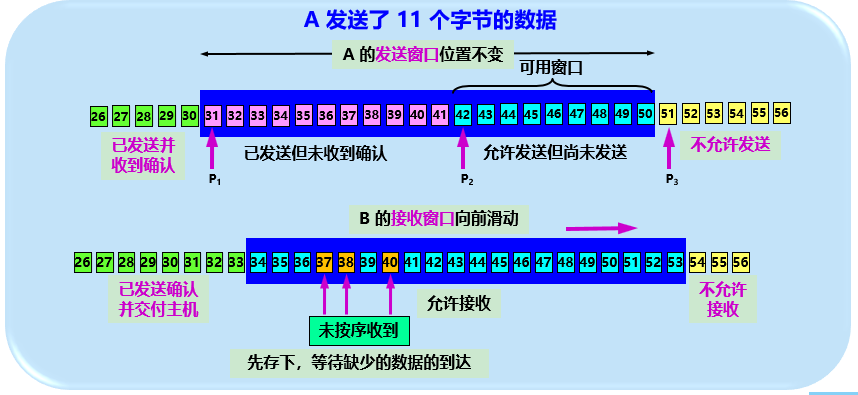 A 发送了 11 个字节的数据
A 的发送窗口位置不变
可用窗口
26 27 28 29 30 31 32 33 34 35 36 37 38 39 40 41 42 43 44 45 46 47 48 49 50 51 52 53 54 55 56
已发送并
收到确认
已发送但未收到确认
允许发送但尚未发送
不允许发送
P1
P2
P3
B 的接收窗口向前滑动
26 27 28 29 30 31 32 33 34 35 36 37 38 39 40 41 42 43 44 45 46 47 48 49 50 51 52 53 54 55 56
已发送确认
并交付主机
允许接收
不允许
接收
未按序收到
先存下，等待缺少的数据的到达